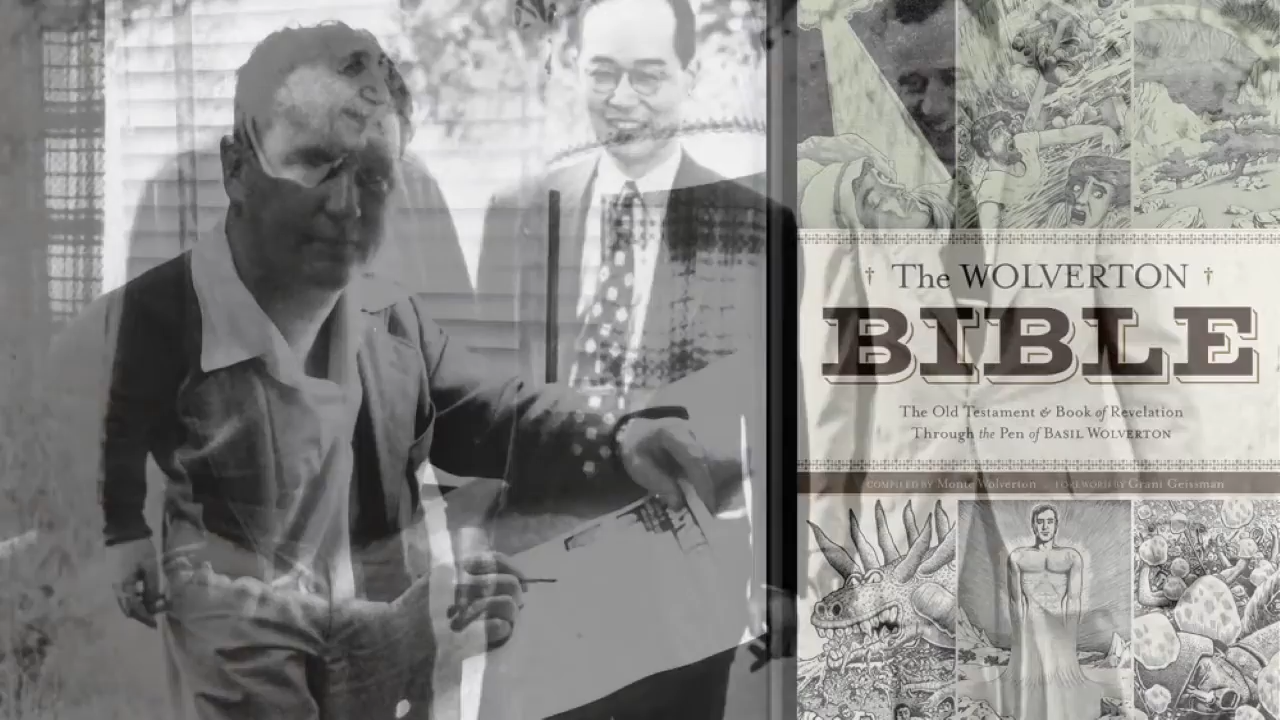 † The WOLVERTON †
BIBLE
The Old Testament & Book of Revelation
Through the Pen of BASIL WOLVERTON
COMPILED BY Monte Wolverton FOREWORD BY Grant Geissman